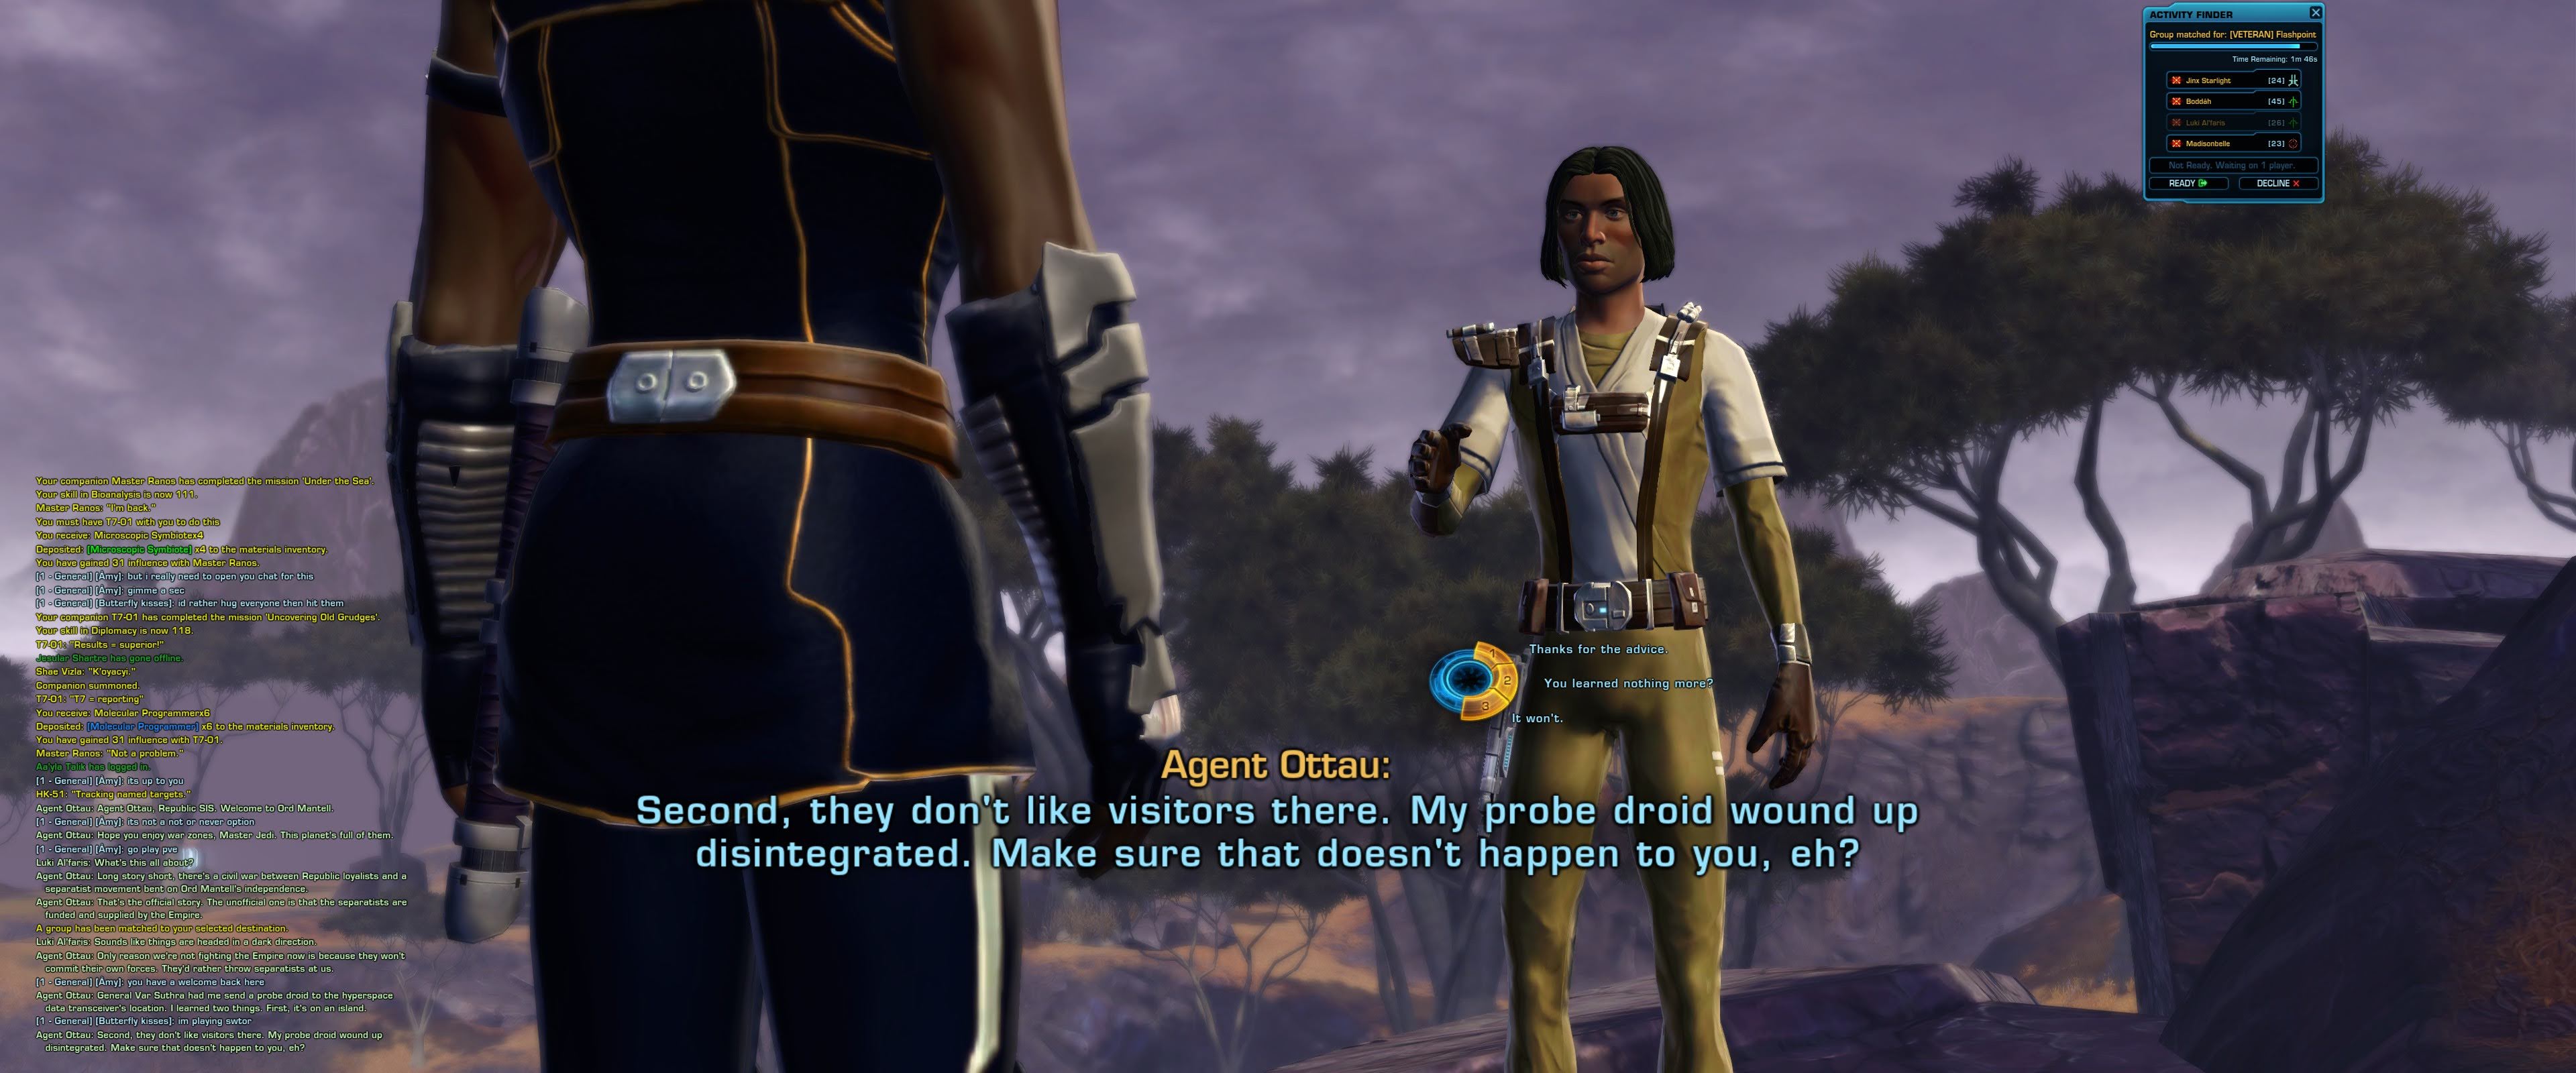 ACTIVITY FINDER
Group matched for: [VETERAN] Flashpoint
Time Remaining: 1m 46s
Jinx Starlight [24]
Boddáh [45]
Luki Al'faris [26]
Madisonbelle [23]
Not Ready. Waiting on 1 player.
READY DECLINE
Your companion Master Ranos has completed the mission 'Under the Sea'.
Your skill in Bioanalysis is now 111.
Master Ranos: "I'm back."
You must have T7-01 with you to do this
You receive: Microscopic Symbiotex4
Deposited: [Microscopic Symbiote] x4 to the materials inventory.
You have gained 31 influence with Master Ranos.
[1 - General] [Àmy]: but i really need to open you chat for this
[1 - General] [Àmy]: gimme a sec
[1 - General] [Butterfly kisses]: id rather hug everyone then hit them
Your companion T7-01 has completed the mission 'Uncovering Old Grudges'.
Your skill in Diplomacy is now 118.
T7-01: "Results = superior!"
Jesular Shartre has gone offline.
Shae Vizla: "K'oyacyi."
Companion summoned.
T7-01: "T7 = reporting"
You receive: Molecular Programmerx6
Deposited: [Molecular Programmer] x6 to the materials inventory.
You have gained 31 influence with T7-01.
Master Ranos: "Not a problem."
Aa'yla Talik has logged in.
[1 - General] [Àmy]: its up to you
HK-51: "Tracking named targets."
Agent Ottau: Agent Ottau, Republic SIS. Welcome to Ord Mantell.
[1 - General] [Àmy]: its not a not or never option
Agent Ottau: Hope you enjoy war zones, Master Jedi. This planet's full of them.
[1 - General] [Àmy]: go play pve
Luki Al'faris: What's this all about?
Agent Ottau: Long story short, there's a civil war between Republic loyalists and a
separatist movement bent on Ord Mantell's independence.
Agent Ottau: That's the official story. The unofficial one is that the separatists are
funded and supplied by the Empire.
A group has been matched to your selected destination.
Luki Al'faris: Sounds like things are headed in a dark direction.
Agent Ottau: Only reason we're not fighting the Empire now is because they won't
commit their own forces. They'd rather throw separatists at us.
[1 - General] [Àmy]: you have a welcome back here
Agent Ottau: General Var Suthra had me send a probe droid to the hyperspace
data transceiver's location. I learned two things. First, it's on an island.
[1 - General] [Butterfly kisses]: im playing swtor
Agent Ottau: Second, they don't like visitors there. My probe droid wound up
disintegrated. Make sure that doesn't happen to you, eh?
1 Thanks for the advice.
2 You learned nothing more?
3 It won't.
Agent Ottau:
Second, they don't like visitors there. My probe droid wound up
disintegrated. Make sure that doesn't happen to you, eh?